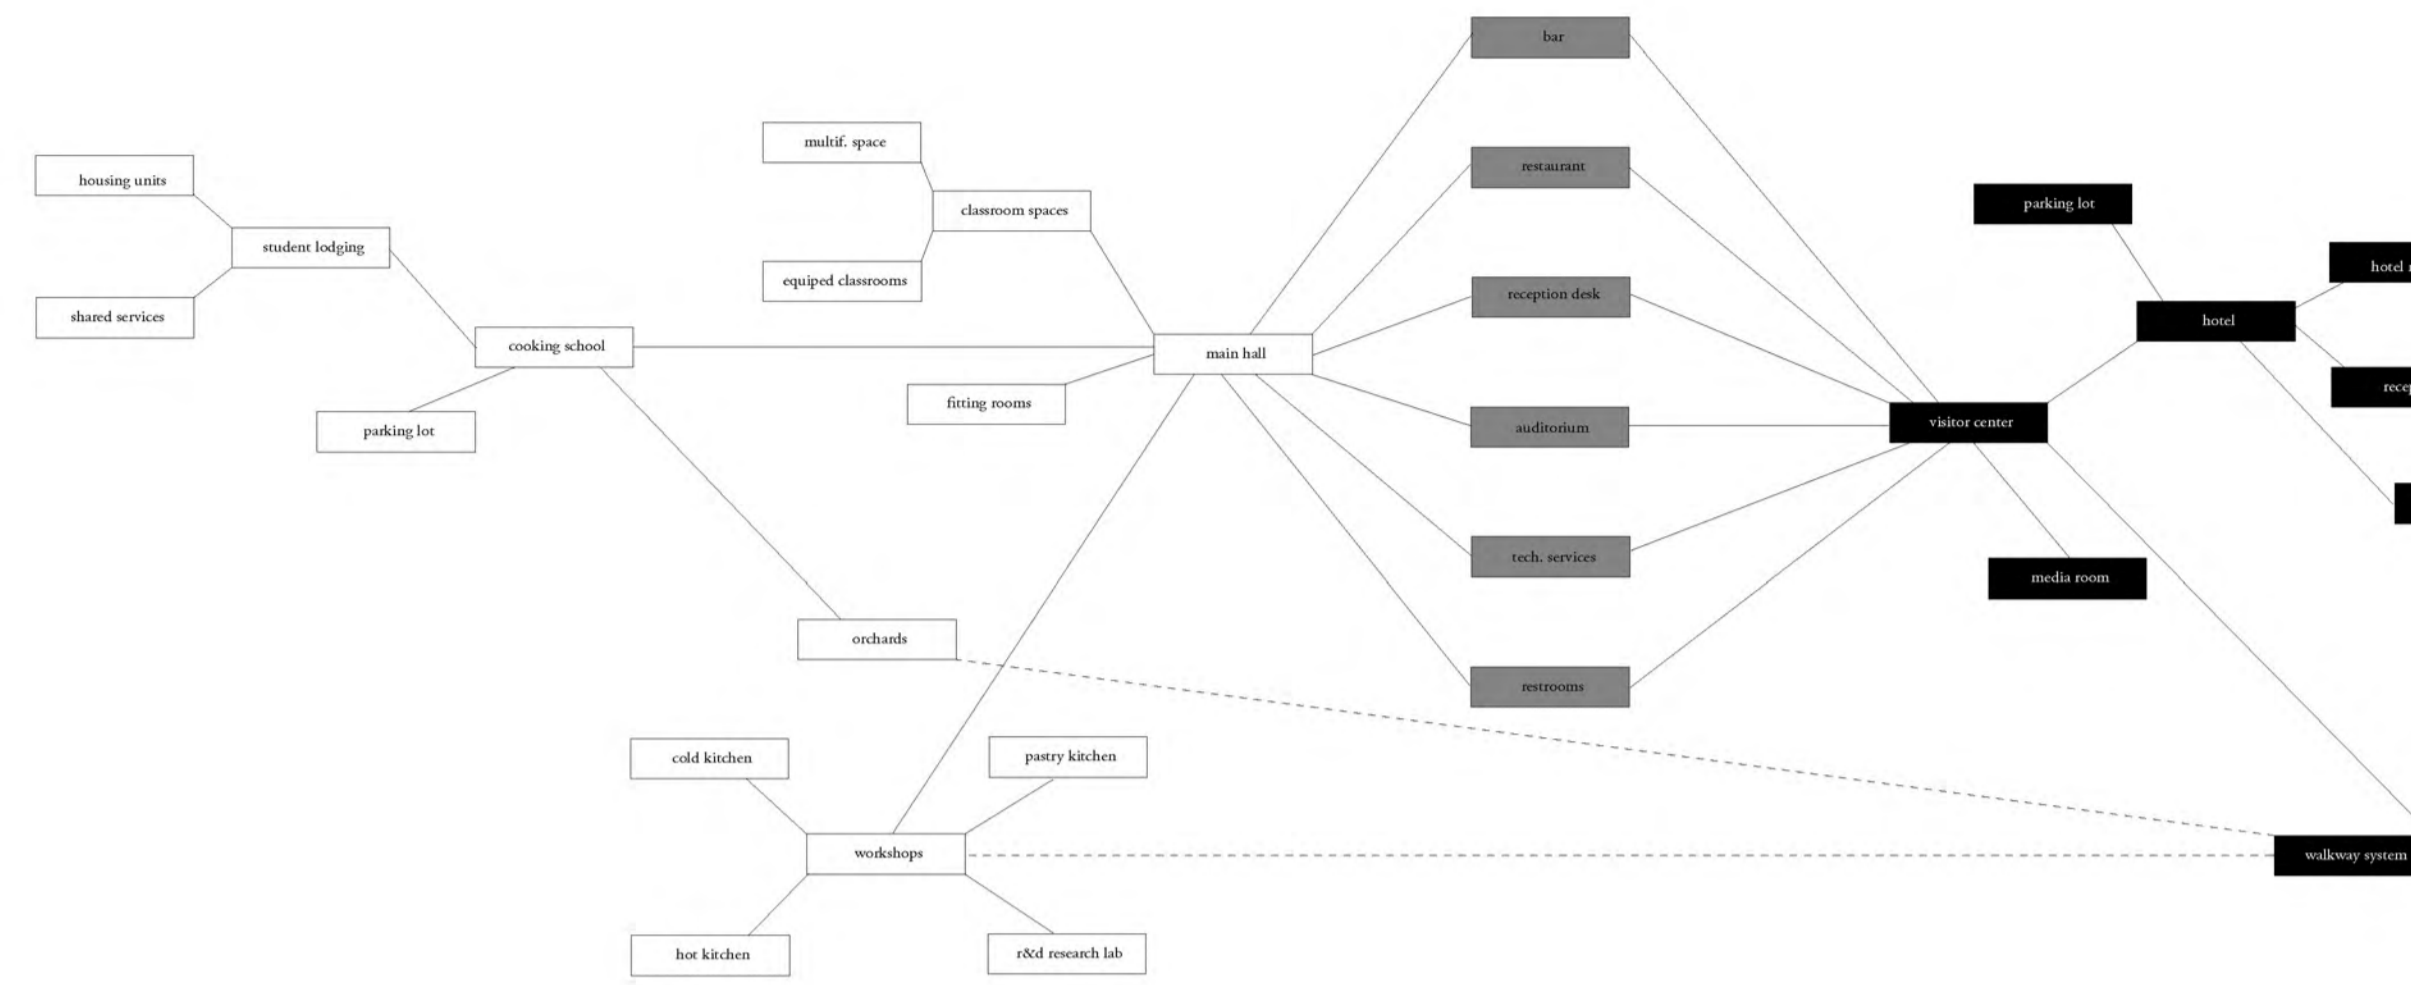 bar
multif. space
restaurant
housing units
parking lot
classroom spaces
student lodging
hotel
equiped classrooms
reception desk
shared services
hotel
cooking school
main hall
fitting rooms
parking lot
auditorium
visitor center
tech. services
media room
orchards
restrooms
cold kitchen
pastry kitchen
workshops
walkway system
hot kitchen
r&d research lab